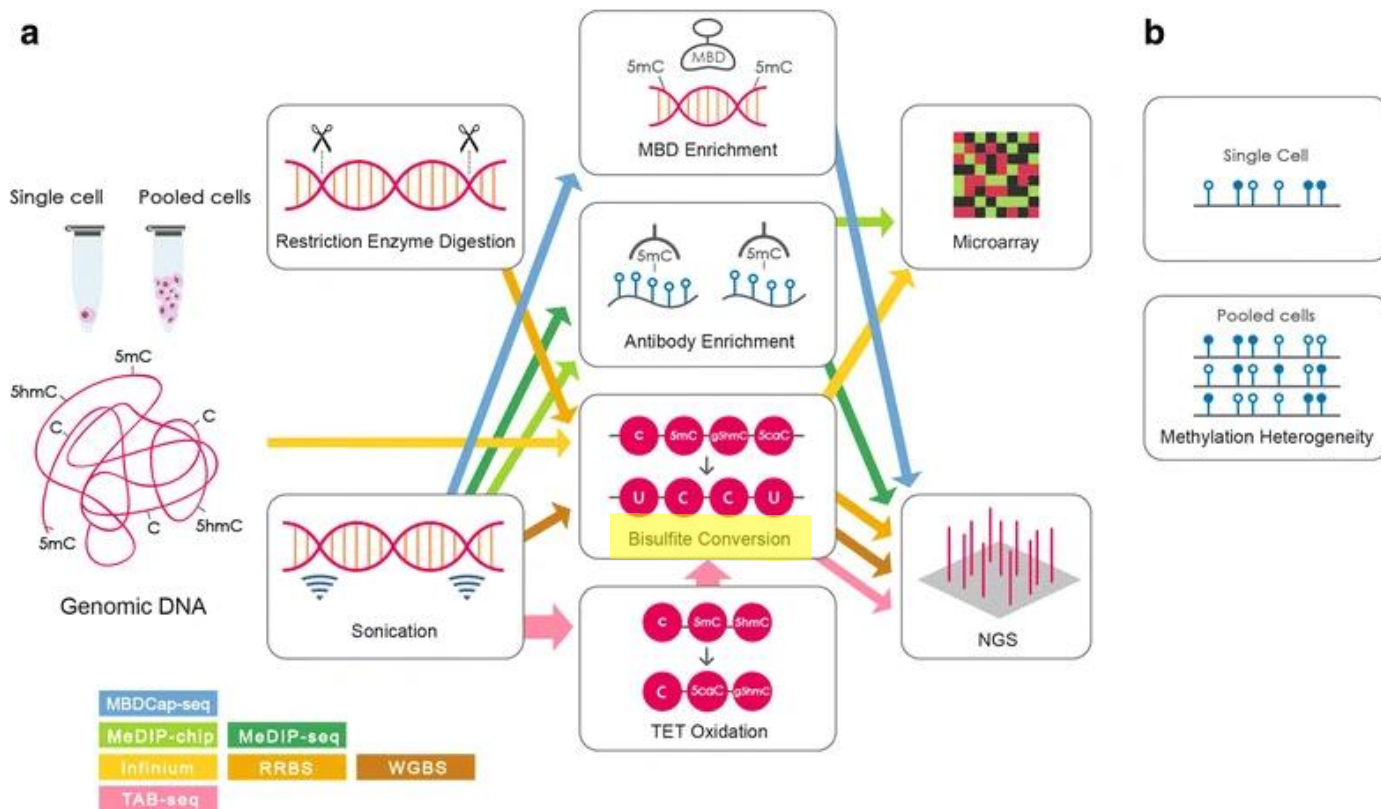 a
b
Single cell
Pooled cells
5mC
5hmC
C
C
C
5hmC
5mC
Genomic DNA
Restriction Enzyme Digestion
Sonication
MBD
5mC
5mC
MBD Enrichment
5mC
5mC
Antibody Enrichment
C 5mC g5hmC 5caC
U C C U
Bisulfite Conversion
C 5mC 5hmC
C 5caC g5hmC
TET Oxidation
Microarray
NGS
Single Cell
Pooled cells
Methylation Heterogeneity
MBDCap-seq
MeDIP-chip MeDIP-seq
Infinium RRBS WGBS
TAB-seq